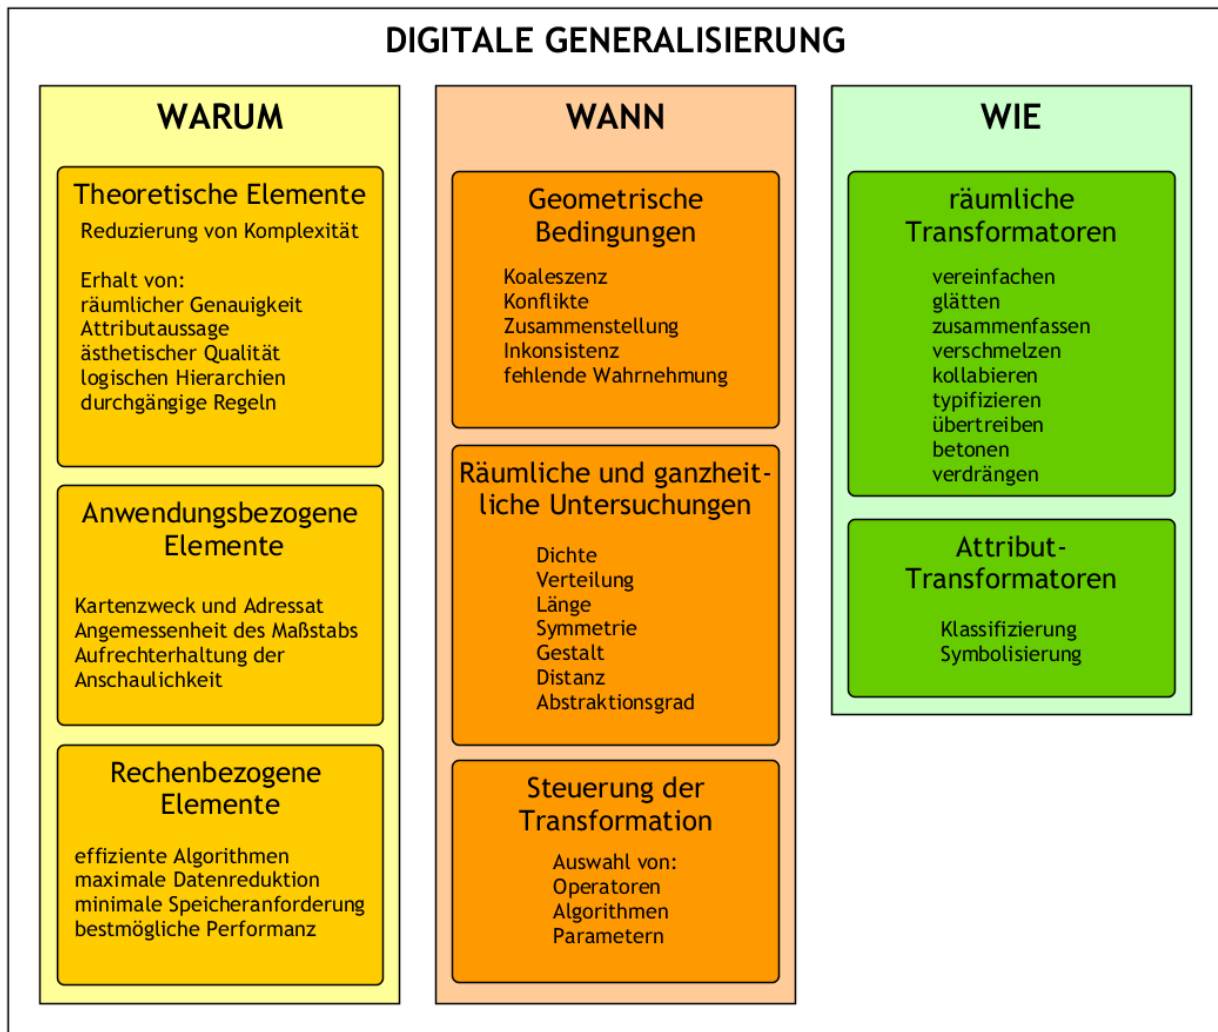 DIGITALE GENERALISIERUNG
WARUM
Theoretische Elemente
Reduzierung von Komplexität
Erhalt von:
räumlicher Genauigkeit
Attributaussage
ästhetischer Qualität
logischen Hierarchien
durchgängige Regeln
Anwendungsbezogene
Elemente
Kartenzweck und Adressat
Angemessenheit des Maßstabs
Aufrechterhaltung der
Anschaulichkeit
Rechenbezogene
Elemente
effiziente Algorithmen
maximale Datenreduktion
minimale Speicheranforderung
bestmögliche Performanz
WANN
Geometrische
Bedingungen
Koaleszenz
Konflikte
Zusammenstellung
Inkonsistenz
fehlende Wahrnehmung
Räumliche und ganzheit-
liche Untersuchungen
Dichte
Verteilung
Länge
Symmetrie
Gestalt
Distanz
Abstraktionsgrad
Steuerung der
Transformation
Auswahl von:
Operatoren
Algorithmen
Parametern
WIE
räumliche
Transformatoren
vereinfachen
glätten
zusammenfassen
verschmelzen
kollabieren
typifizieren
übertreiben
betonen
verdrängen
Attribut-
Transformatoren
Klassifizierung
Symbolisierung